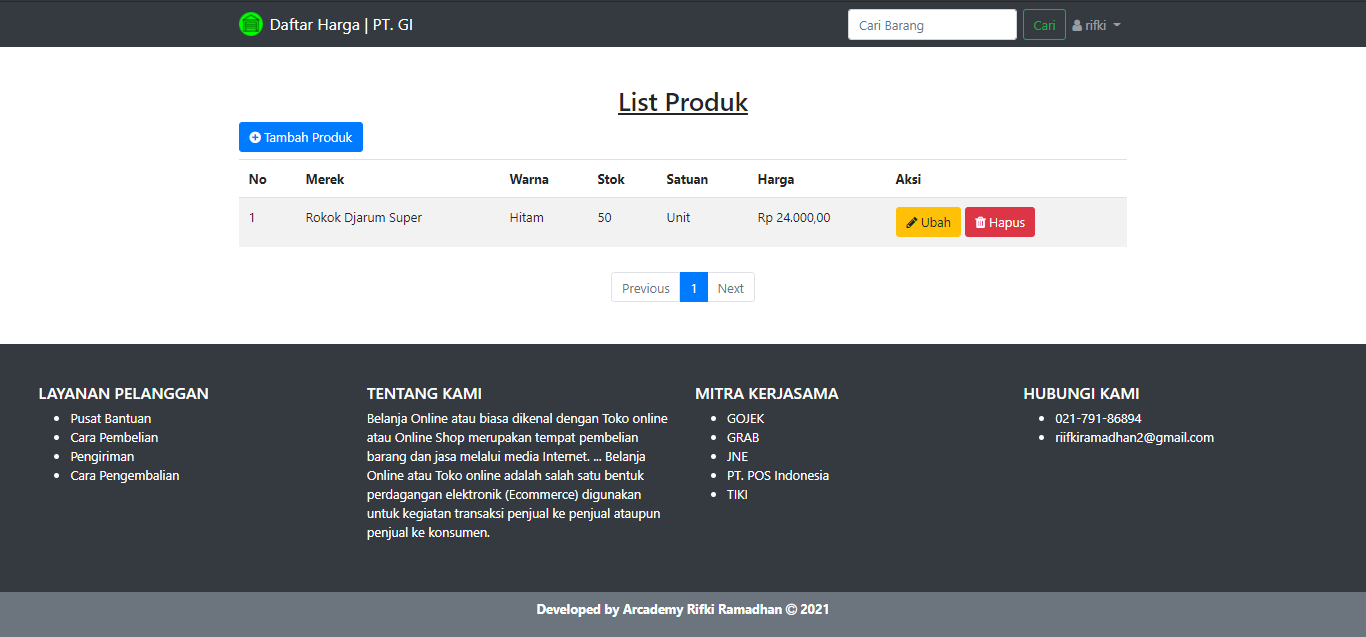 Daftar Harga | PT. GI
Cari Barang
Cari
rifki
List Produk
Tambah Produk
No Merek Warna Stok Satuan Harga Aksi
1 Rokok Djarum Super Hitam 50 Unit Rp 24.000,00 Ubah Hapus
Previous 1 Next
LAYANAN PELANGGAN
Pusat Bantuan
Cara Pembelian
Pengiriman
Cara Pengembalian
TENTANG KAMI
Belanja Online atau biasa dikenal dengan Toko online
atau Online Shop merupakan tempat pembelian
barang dan jasa melalui media Internet. ... Belanja
Online atau Toko online adalah salah satu bentuk
perdagangan elektronik (Ecommerce) digunakan
untuk kegiatan transaksi penjual ke penjual ataupun
penjual ke konsumen.
MITRA KERJASAMA
GOJEK
GRAB
JNE
PT. POS Indonesia
TIKI
HUBUNGI KAMI
021-791-86894
riifkiramadhan2@gmail.com
Developed by Arcademy Rifki Ramadhan © 2021